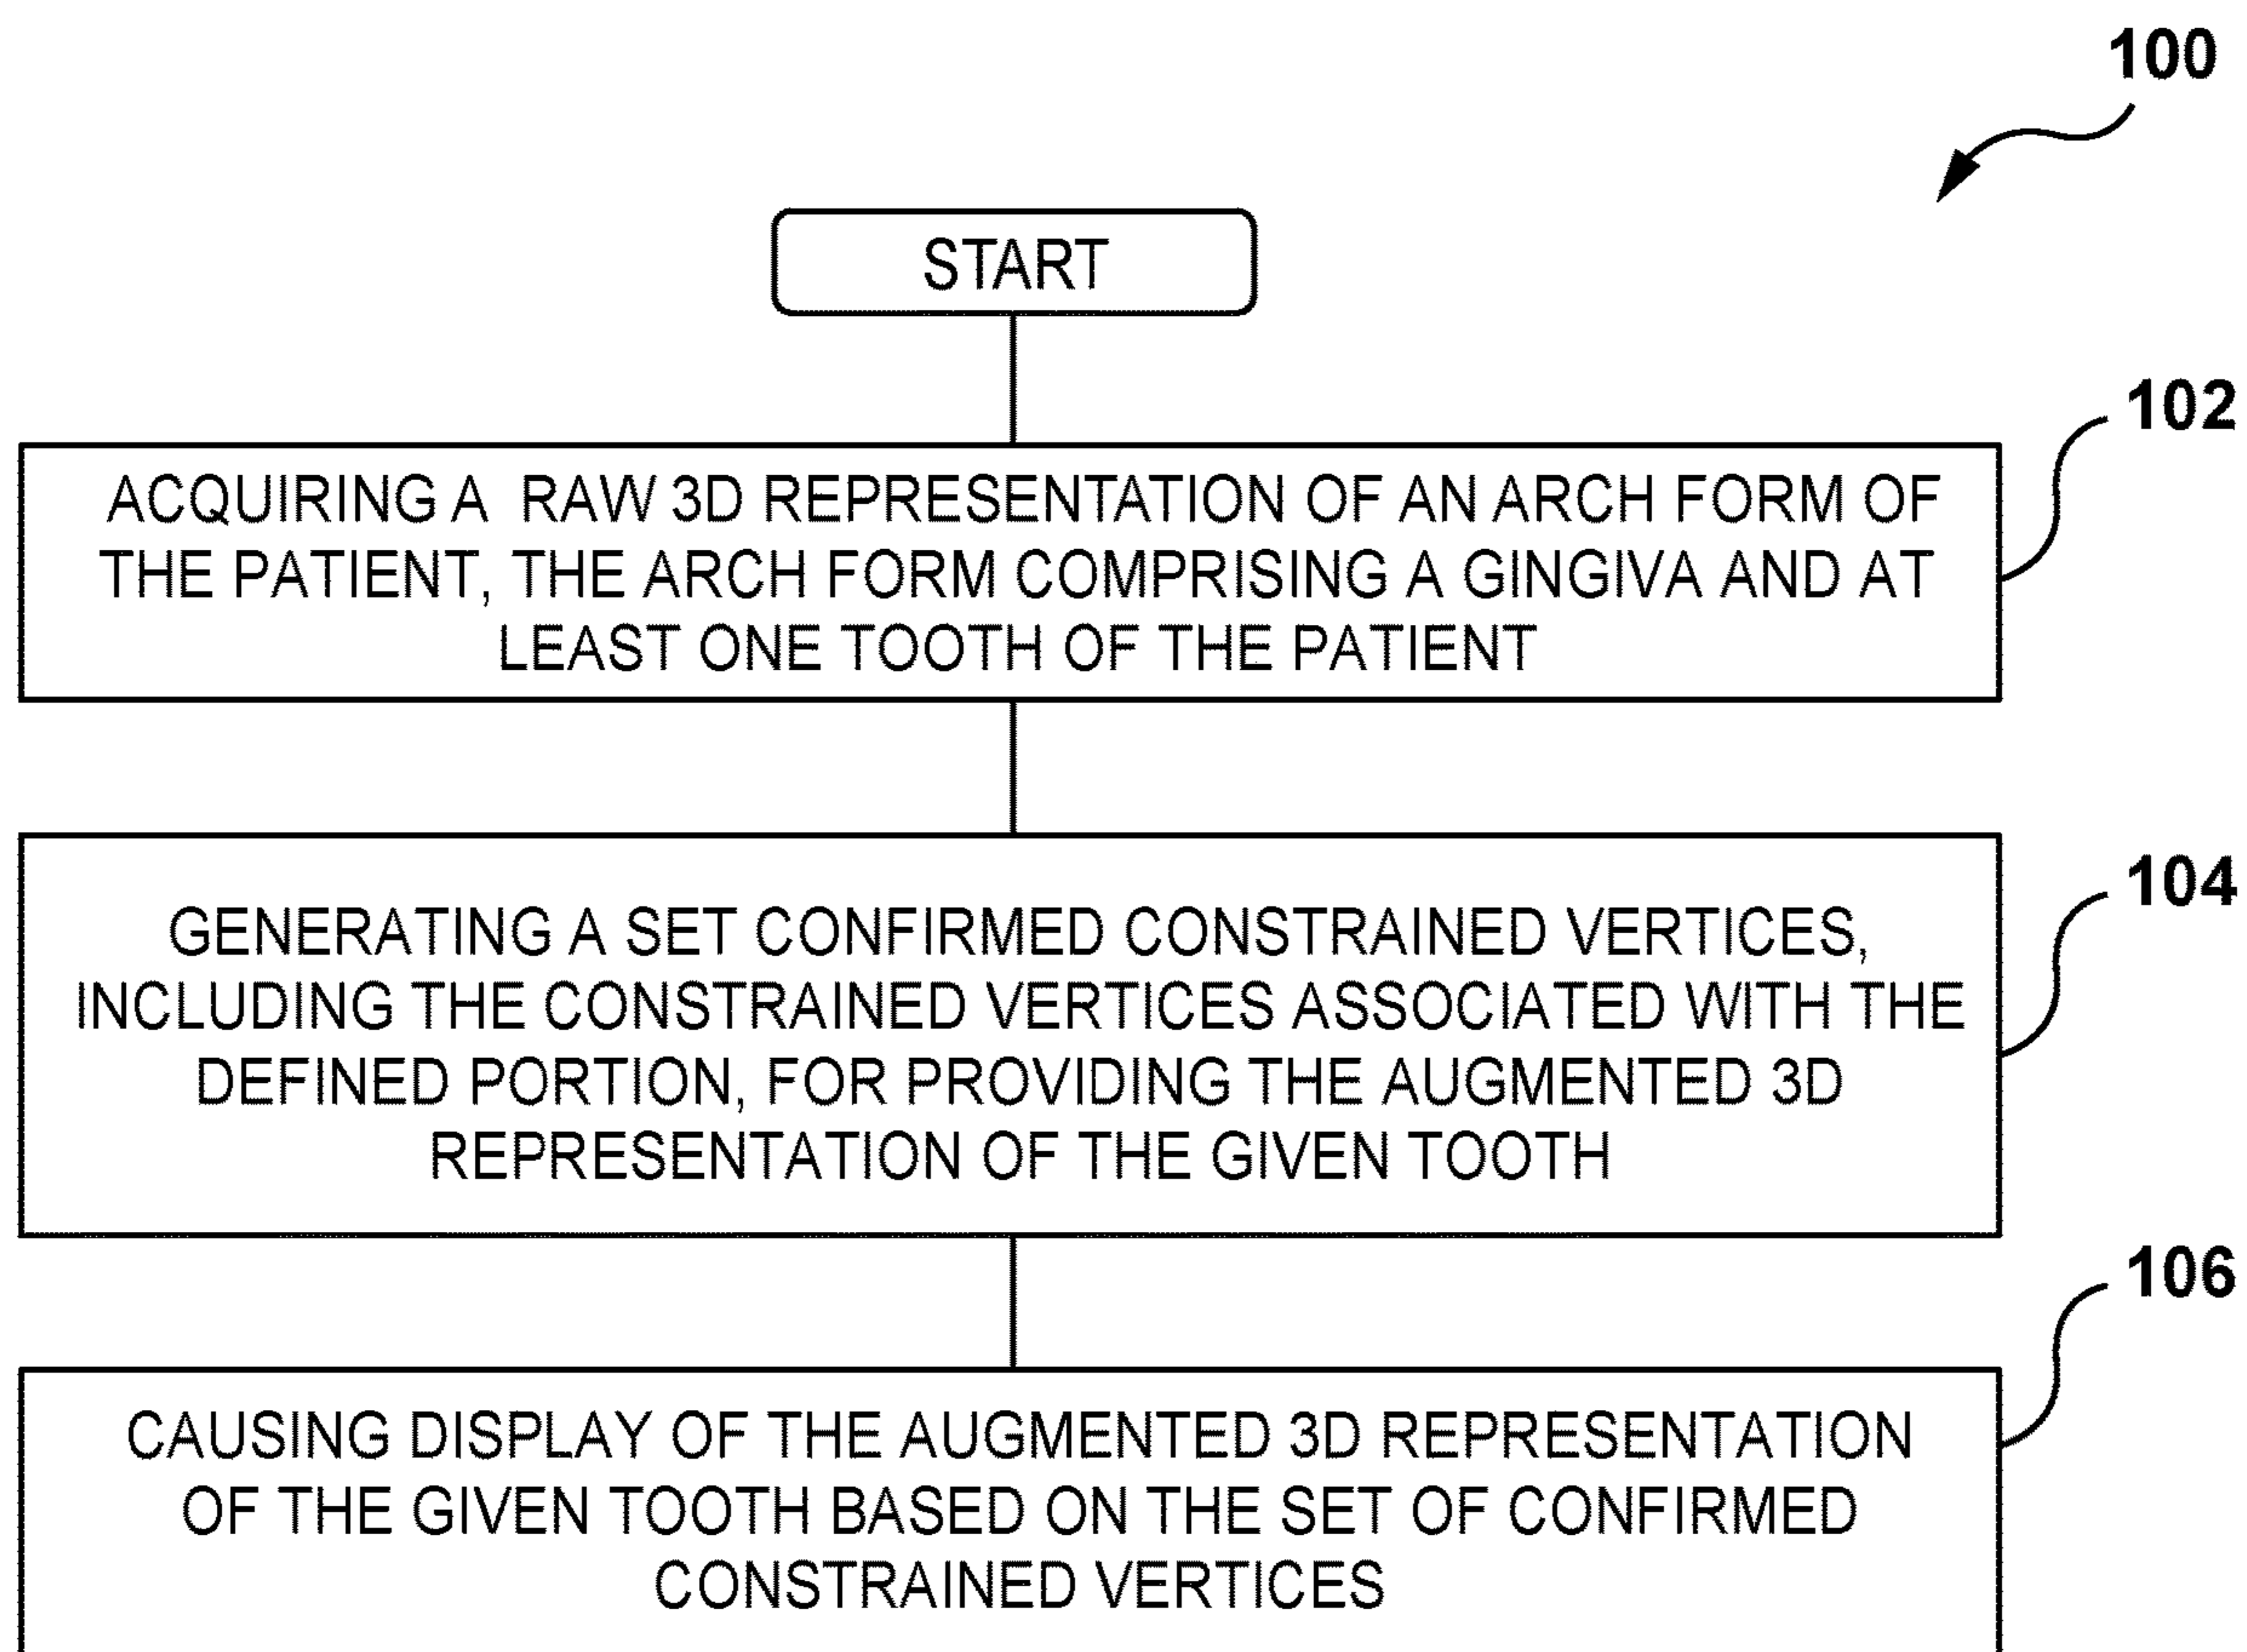 100
START
102
ACQUIRING A RAW 3D REPRESENTATION OF AN ARCH FORM OF
THE PATIENT, THE ARCH FORM COMPRISING A GINGIVA AND AT
LEAST ONE TOOTH OF THE PATIENT
104
GENERATING A SET CONFIRMED CONSTRAINED VERTICES,
INCLUDING THE CONSTRAINED VERTICES ASSOCIATED WITH THE
DEFINED PORTION, FOR PROVIDING THE AUGMENTED 3D
REPRESENTATION OF THE GIVEN TOOTH
106
CAUSING DISPLAY OF THE AUGMENTED 3D REPRESENTATION
OF THE GIVEN TOOTH BASED ON THE SET OF CONFIRMED
CONSTRAINED VERTICES